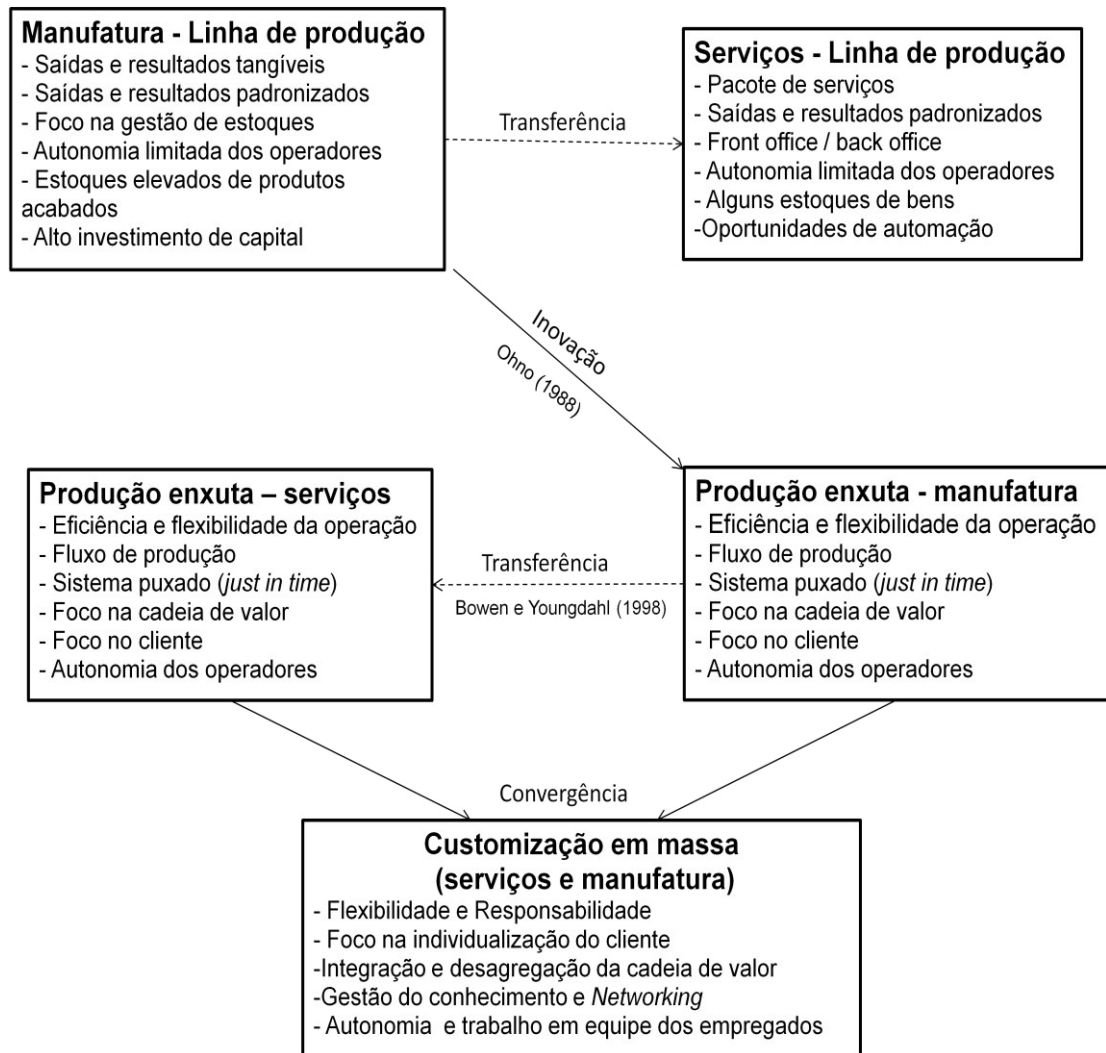 Manufatura - Linha de produção
- Saídas e resultados tangíveis
- Saídas e resultados padronizados
- Foco na gestão de estoques
- Autonomia limitada dos operadores
- Estoques elevados de produtos
acabados
- Alto investimento de capital
Transferência
Serviços - Linha de produção
- Pacote de serviços
- Saídas e resultados padronizados
- Front office / back office
- Autonomia limitada dos operadores
- Alguns estoques de bens
-Oportunidades de automação
Inovação
Ohno (1988)
Produção enxuta – serviços
- Eficiência e flexibilidade da operação
- Fluxo de produção
- Sistema puxado (just in time)
- Foco na cadeia de valor
- Foco no cliente
- Autonomia dos operadores
Transferência
Bowen e Youngdahl (1998)
Produção enxuta - manufatura
- Eficiência e flexibilidade da operação
- Fluxo de produção
- Sistema puxado (just in time)
- Foco na cadeia de valor
- Foco no cliente
- Autonomia dos operadores
Convergência
Customização em massa
(serviços e manufatura)
- Flexibilidade e Responsabilidade
- Foco na individualização do cliente
-Integração e desagregação da cadeia de valor
-Gestão do conhecimento e Networking
- Autonomia e trabalho em equipe dos empregados